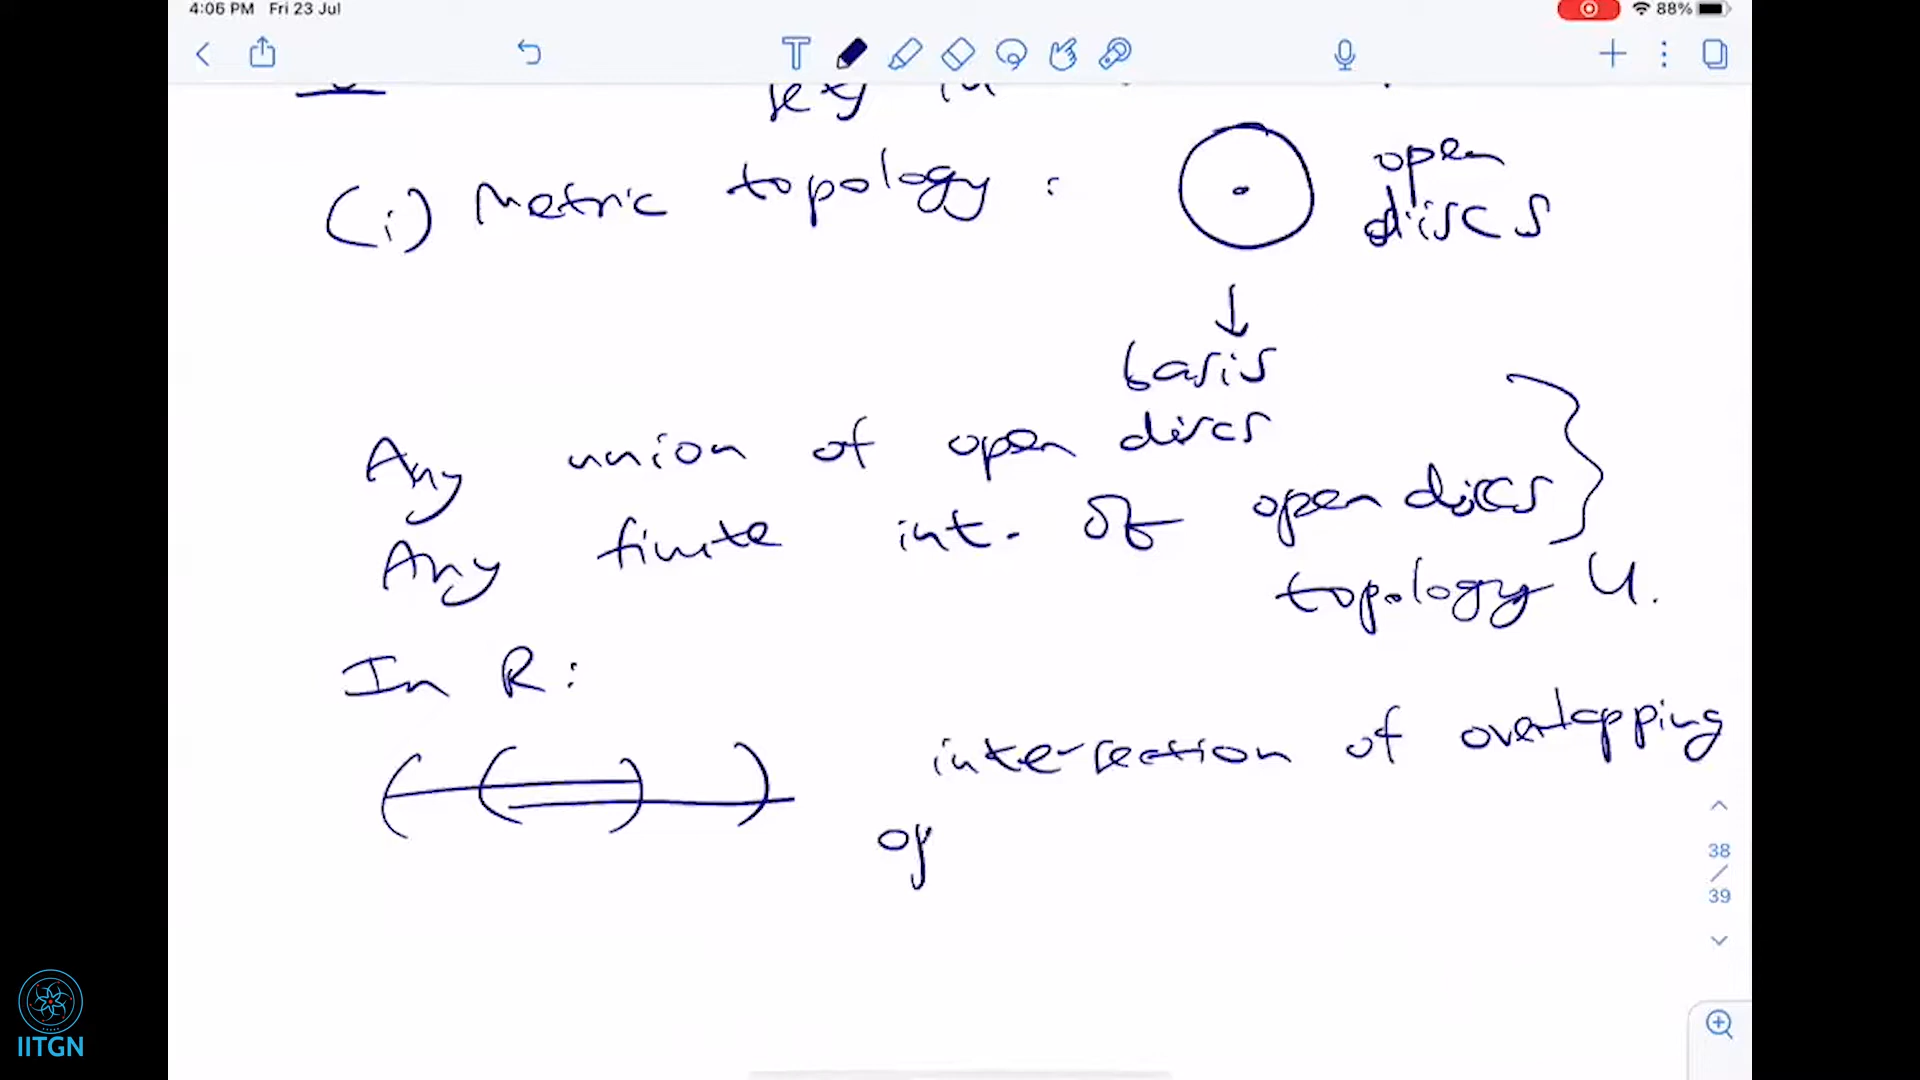 4:06 PM Fri 23 Jul
88%
(i) Metric topology :
open
discs
basis
Any union of open discs
Any finite int. of open discs
topology U.
In R:
intersection of overlapping
op
38
/
39
IITGN